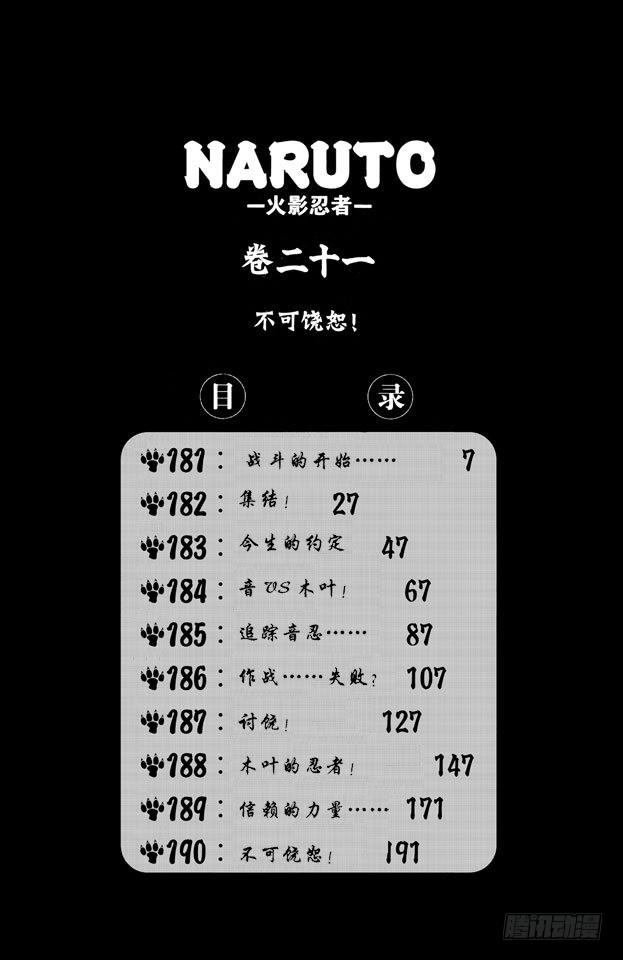 NARUTO
—火影忍者—
卷二十一
不可饶恕!
目 录
181 : 战斗的开始…… 7
182 : 集结! 27
183 : 今生的约定 47
184 : 音VS木叶! 67
185 : 追踪音忍…… 87
186 : 作战……失败? 107
187 : 讨饶! 127
188 : 木叶的忍者! 147
189 : 信赖的力量…… 171
190 : 不可饶恕! 191
腾讯动漫